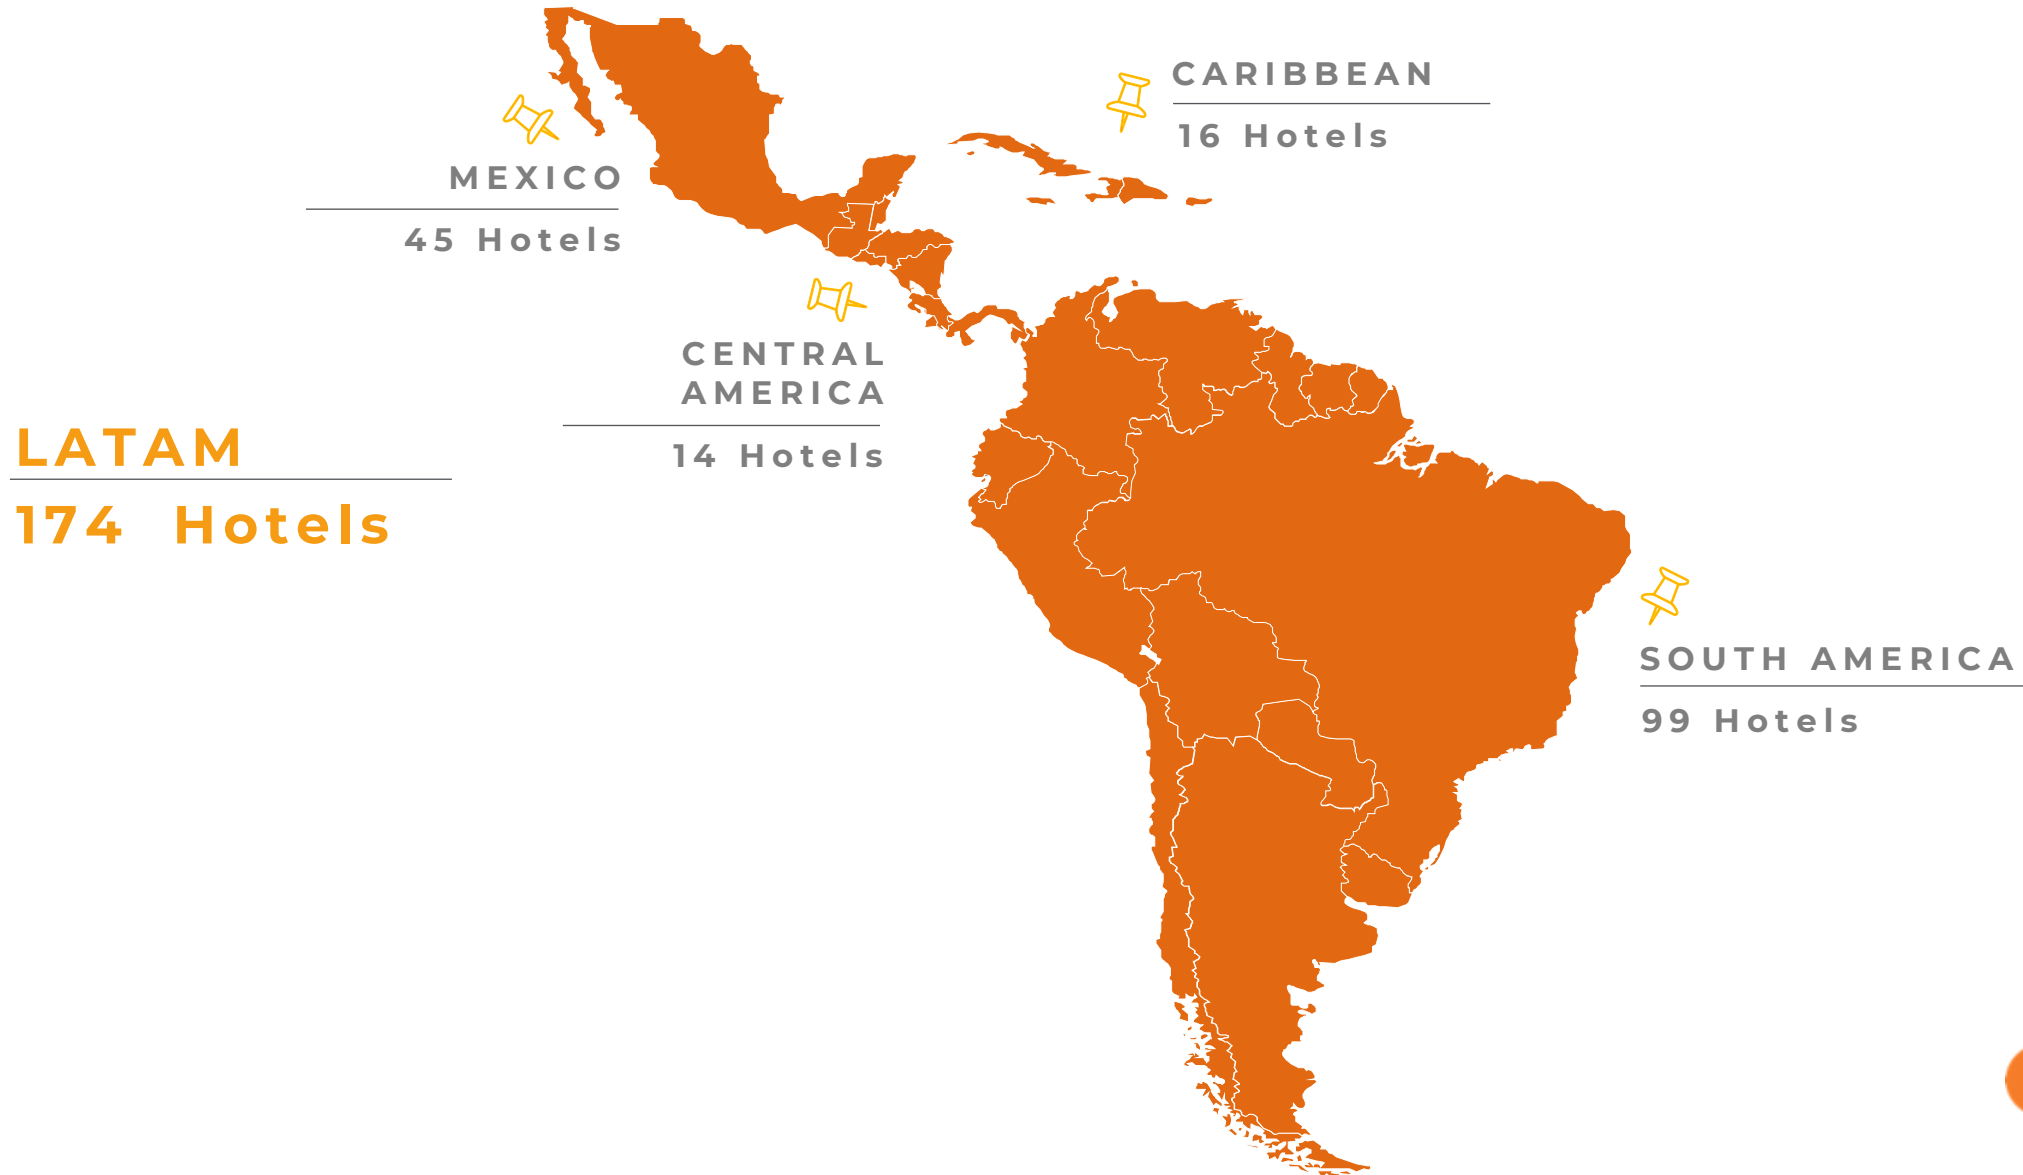 CARIBBEAN
16 Hotels
MEXICO
45 Hotels
CENTRAL
AMERICA
14 Hotels
LATAM
174 Hotels
SOUTH AMERICA
99 Hotels